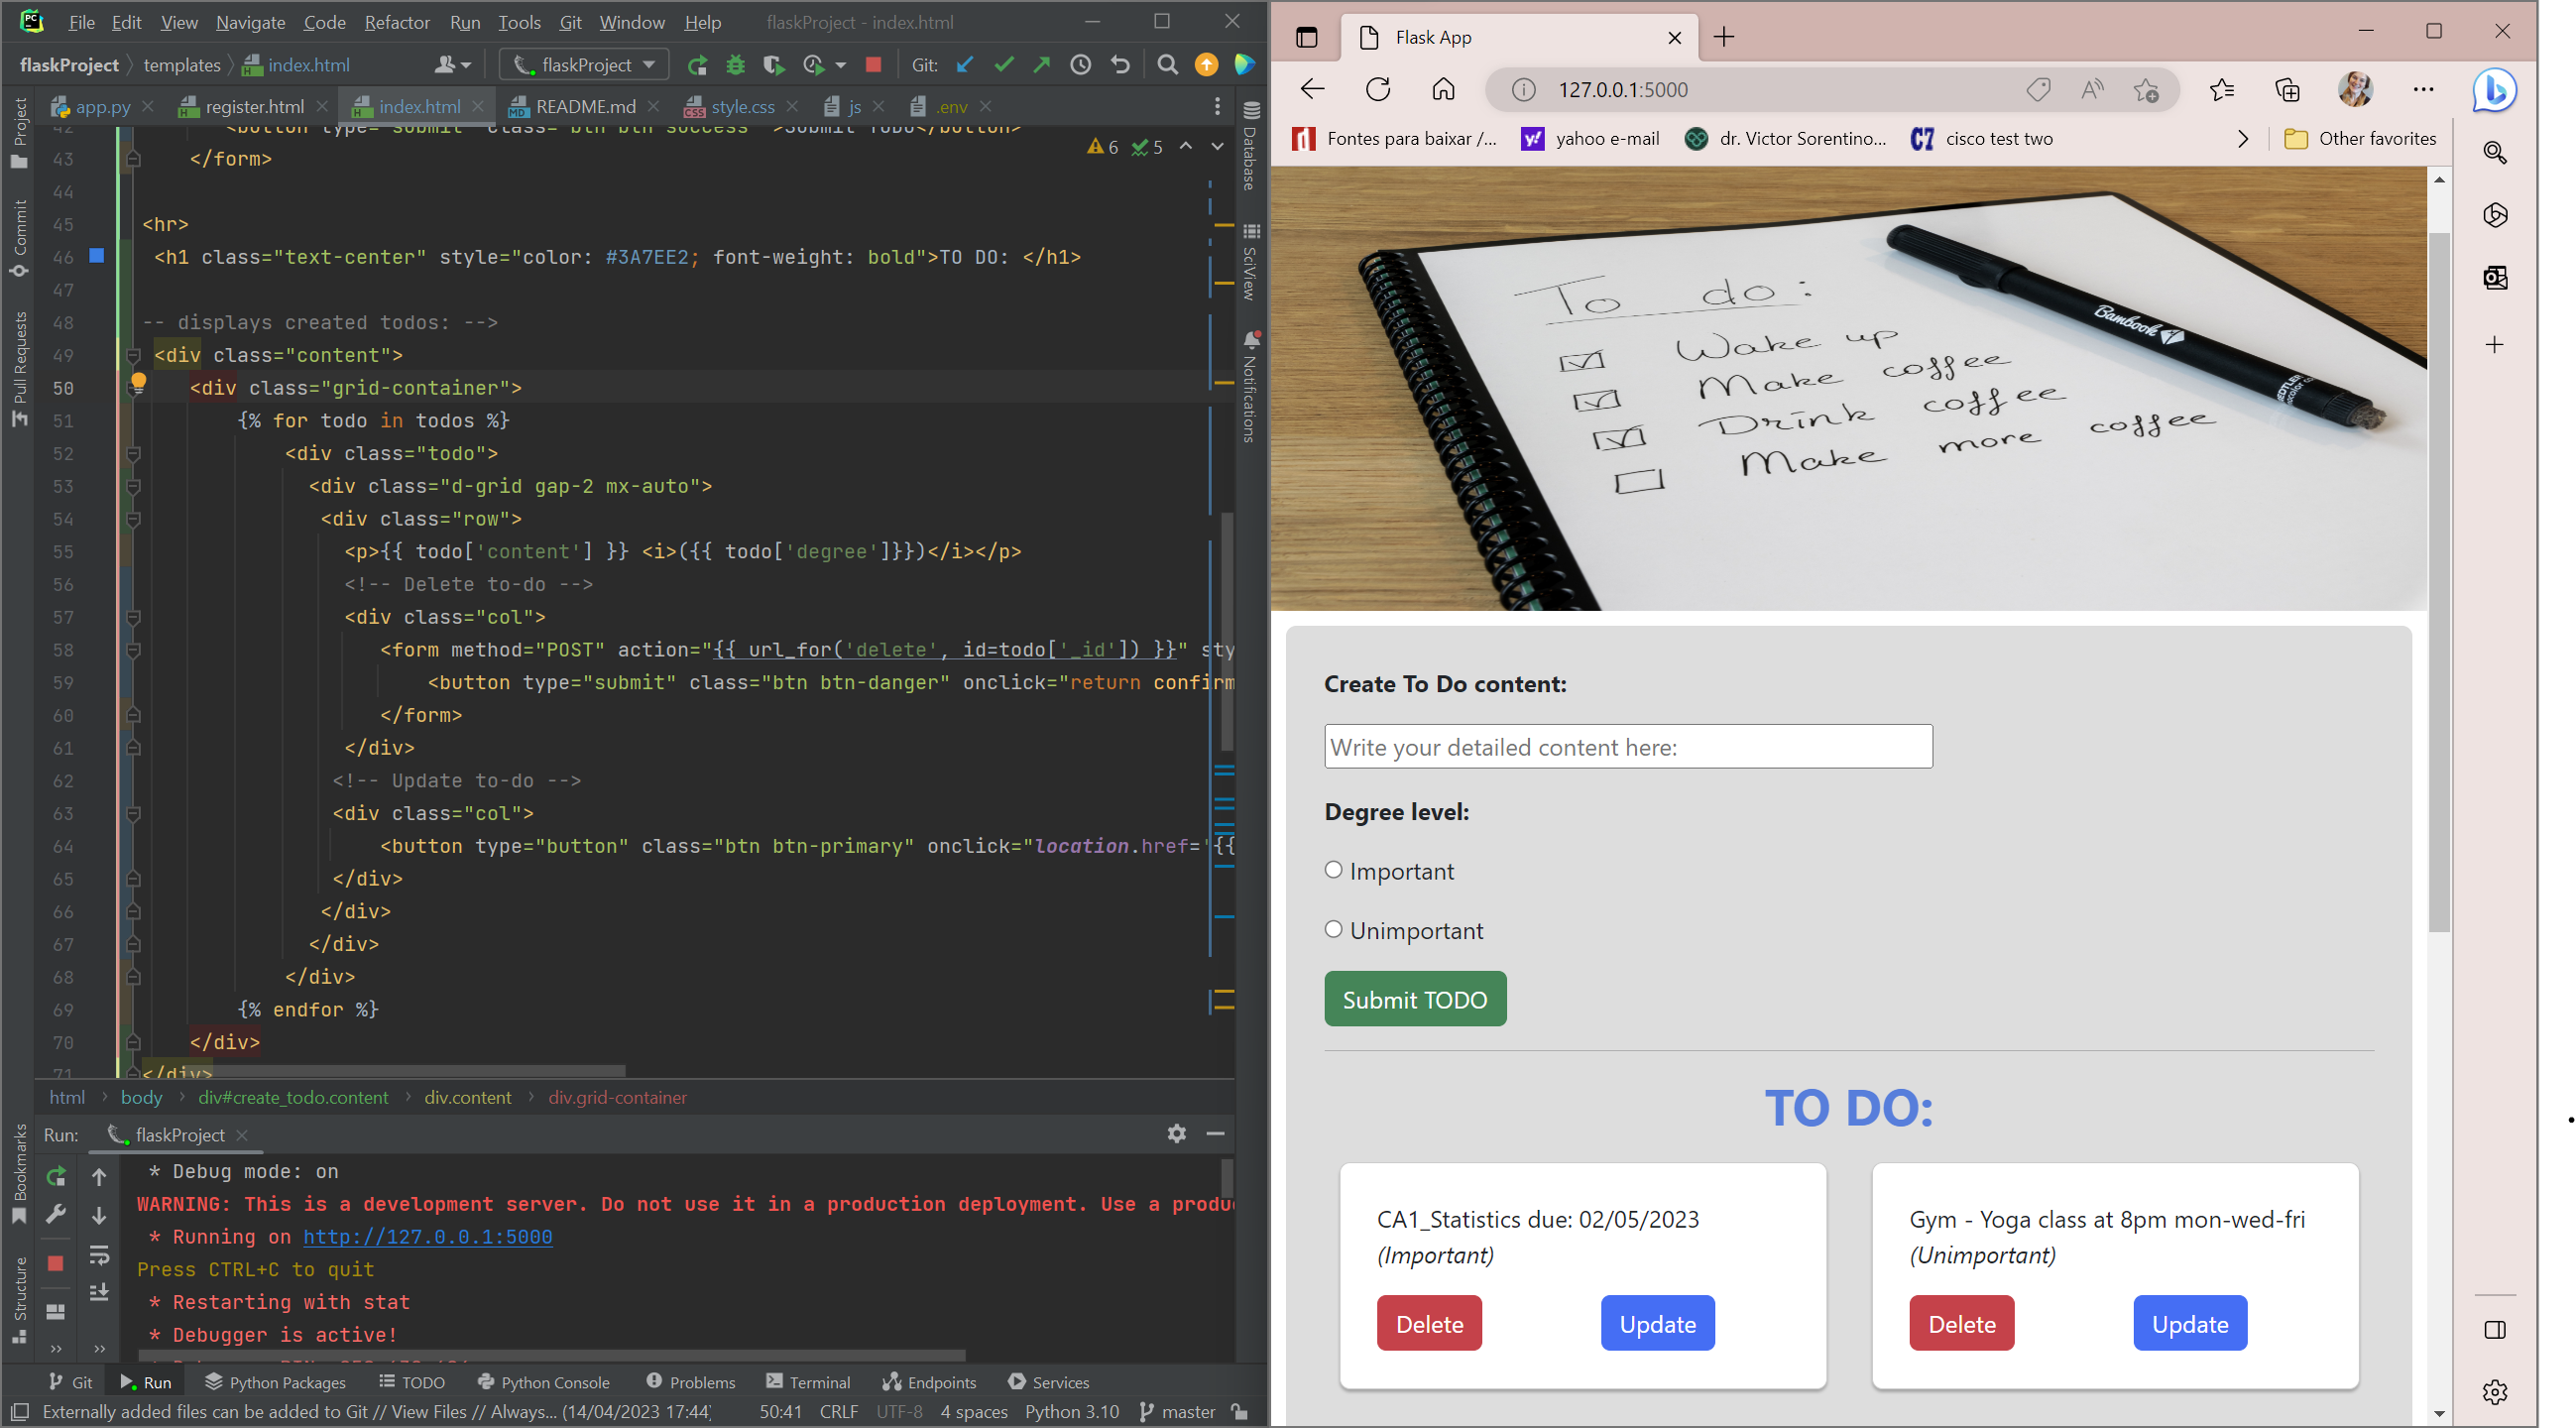 File Edit View Navigate Code Refactor Run Tools Git Window Help flaskProject - index.html
flaskProject templates index.html flaskProject Git:
app.py register.html index.html README.md style.css js .env
42 <button type="submit" class="btn btn-success">Submit TODO</button>
43 </form> 6 5
44
45 <hr>
46 <h1 class="text-center" style="color: #3A7EE2; font-weight: bold">TO DO: </h1>
47
48 -- displays created todos: -->
49 <div class="content">
50 <div class="grid-container">
51 {% for todo in todos %}
52 <div class="todo">
53 <div class="d-grid gap-2 mx-auto">
54 <div class="row">
55 <p>{{ todo['content'] }} <i>({{ todo['degree']}})</i></p>
56 <!-- Delete to-do -->
57 <div class="col">
58 <form method="POST" action="{{ url_for('delete', id=todo['_id']) }}" sty
59 <button type="submit" class="btn btn-danger" onclick="return confirm
60 </form>
61 </div>
62 <!-- Update to-do -->
63 <div class="col">
64 <button type="button" class="btn btn-primary" onclick="location.href='{{
65 </div>
66 </div>
67 </div>
68 </div>
69 {% endfor %}
70 </div>
71 </div>
html body div#create_todo.content div.content div.grid-container
Run: flaskProject
* Debug mode: on
WARNING: This is a development server. Do not use it in a production deployment. Use a produ
* Running on http://127.0.0.1:5000
Press CTRL+C to quit
* Restarting with stat
* Debugger is active!
Git Run Python Packages TODO Python Console Problems Terminal Endpoints Services
Externally added files can be added to Git // View Files // Always... (14/04/2023 17:44) 50:41 CRLF UTF-8 4 spaces Python 3.10 master
Project
Commit
Pull Requests
Bookmarks
Structure
Database
SciView
Notifications
Flask App
127.0.0.1:5000
Fontes para baixar /... yahoo e-mail dr. Victor Sorentino... C7 cisco test two Other favorites
To do:
Wake up
Make coffee
Drink coffee
Make more coffee
Bambook
Create To Do content:
Write your detailed content here:
Degree level:
Important
Unimportant
Submit TODO
TO DO:
CA1_Statistics due: 02/05/2023
(Important)
Delete Update
Gym - Yoga class at 8pm mon-wed-fri
(Unimportant)
Delete Update